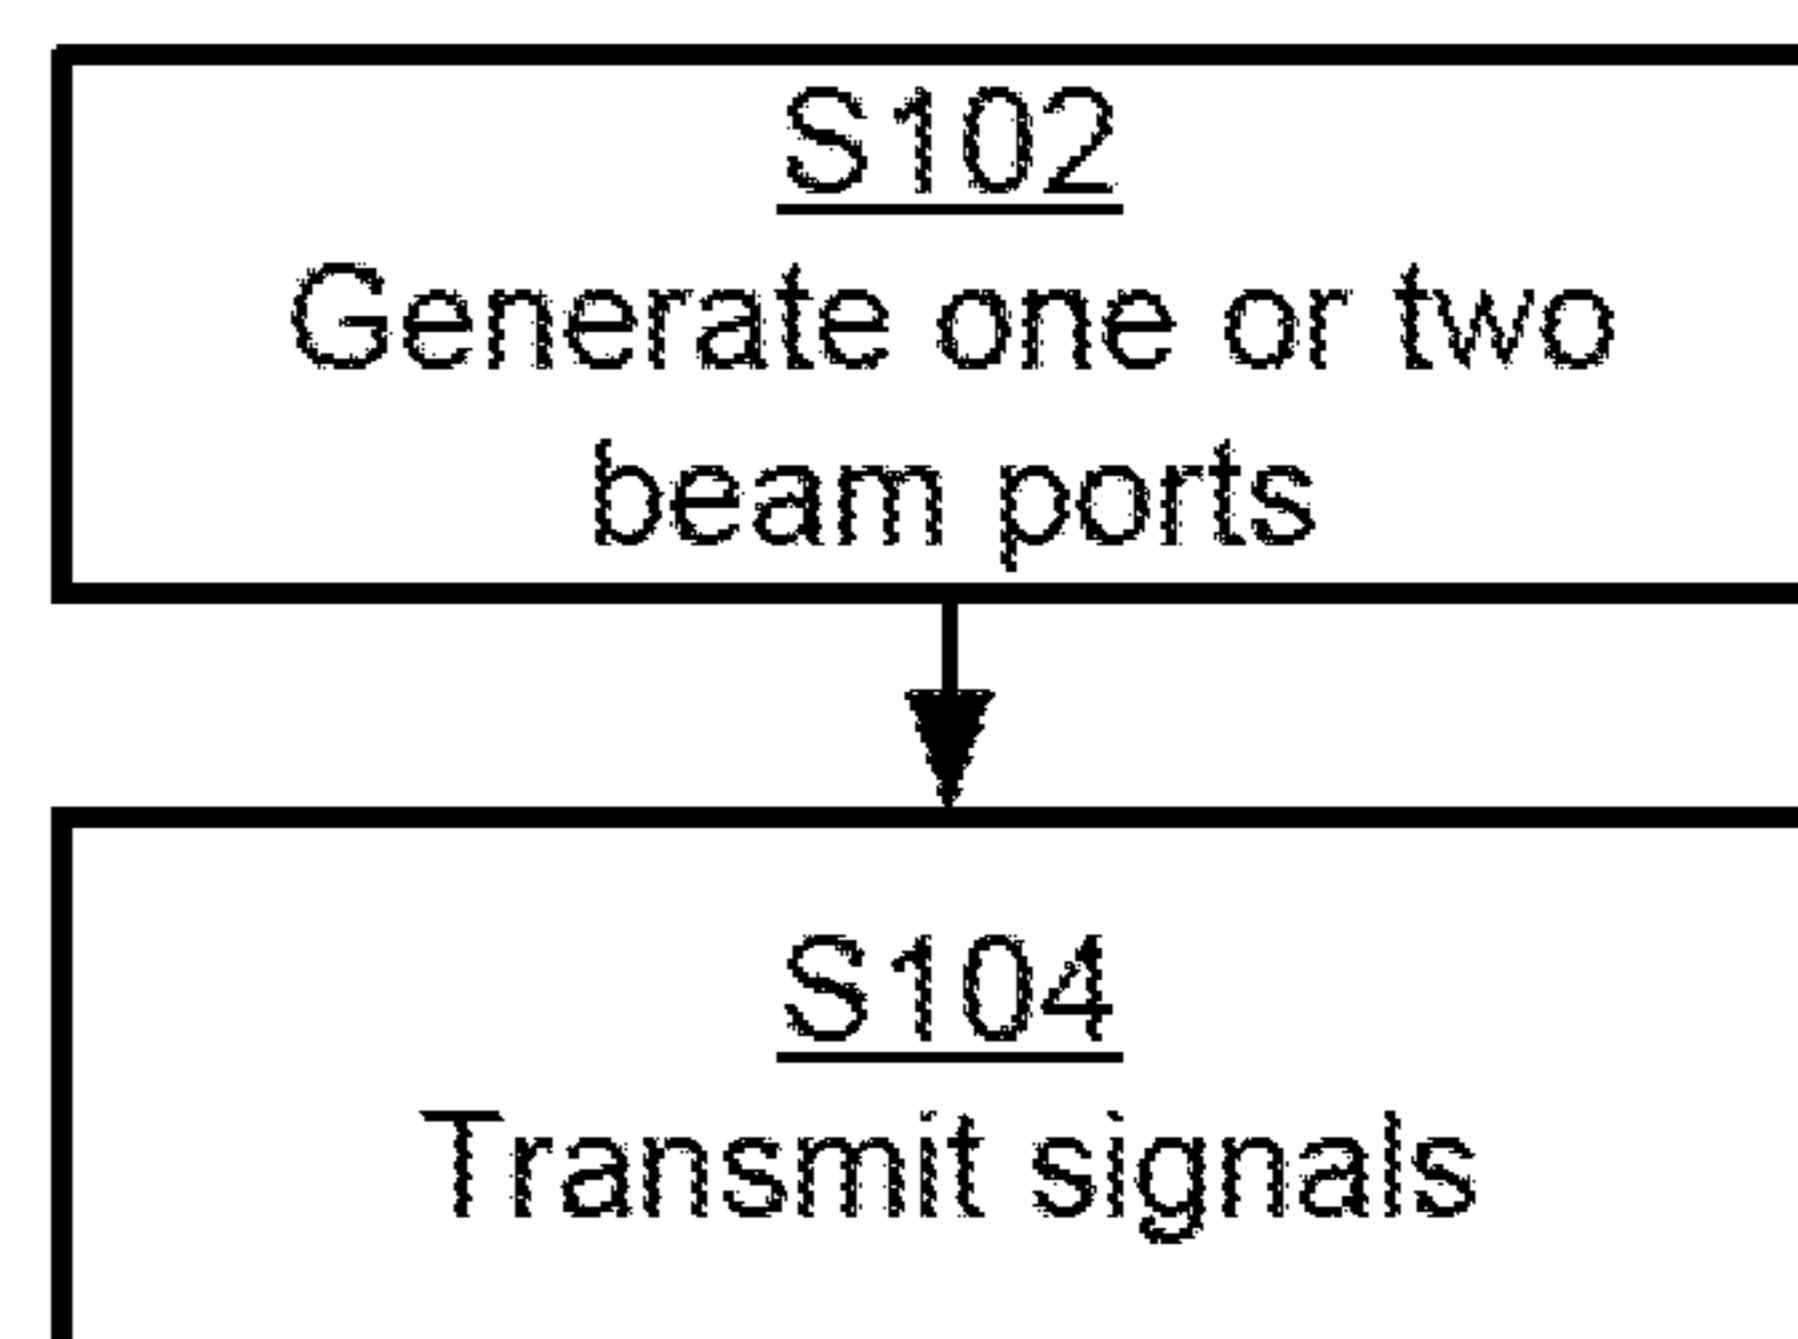 S102
Generate one or two
beam ports
S104
Transmit signals